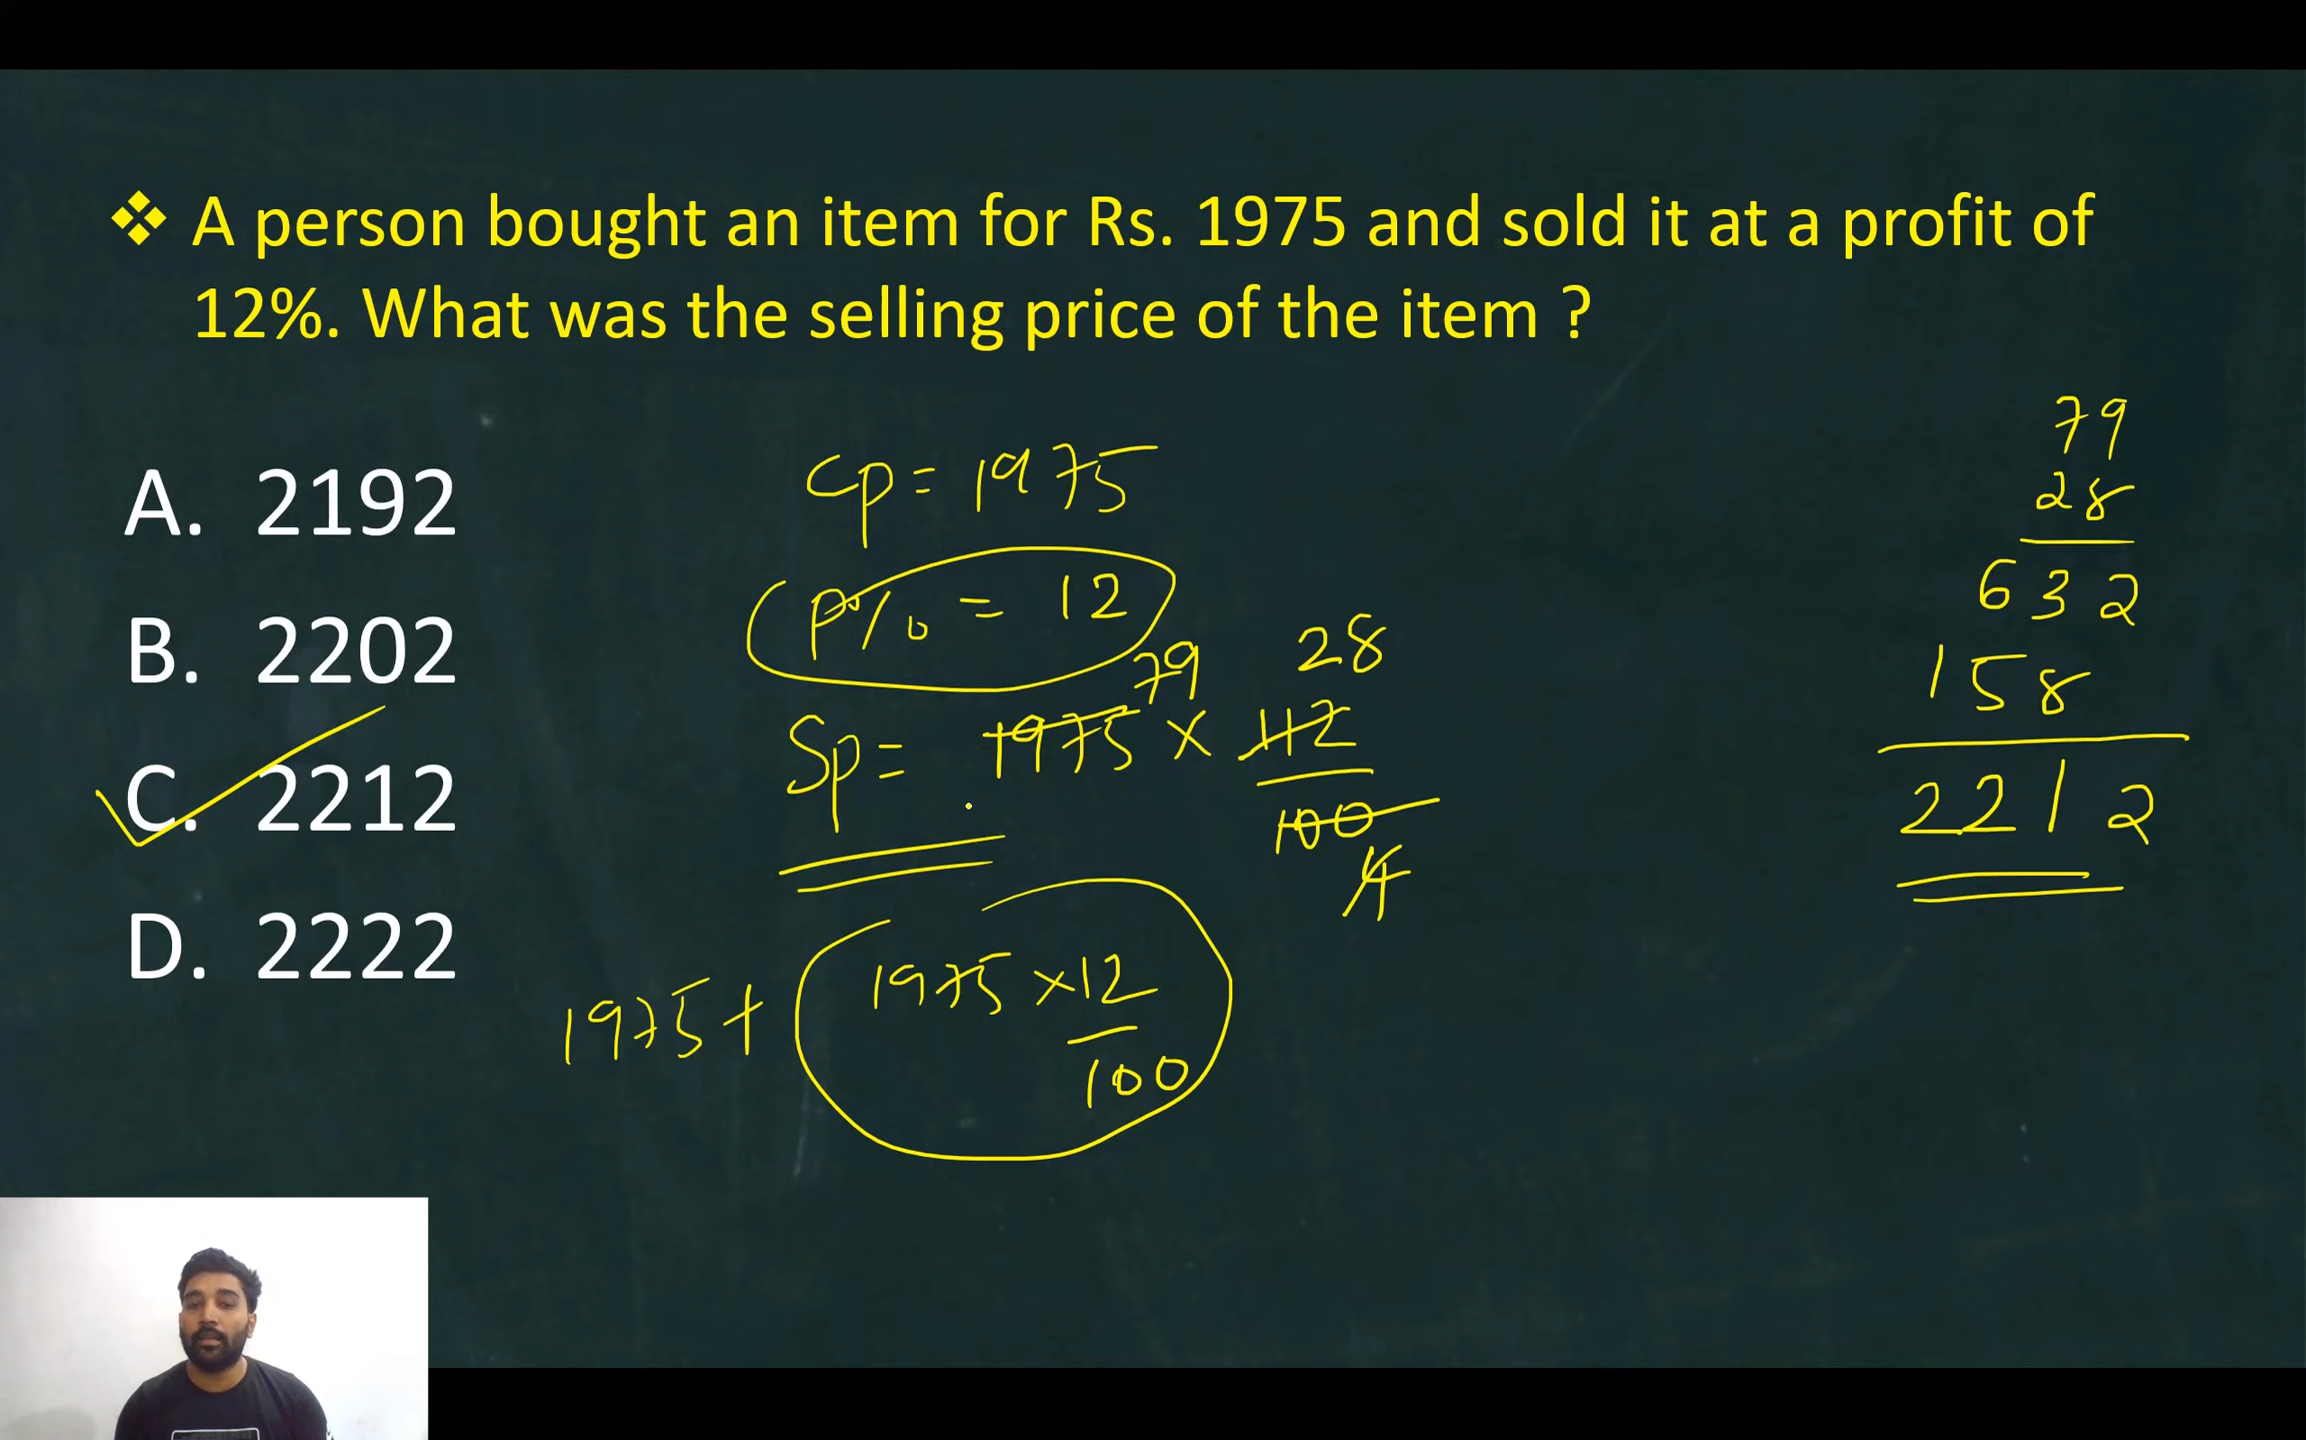 ❖ A person bought an item for Rs. 1975 and sold it at a profit of
12%. What was the selling price of the item ?
A. 2192
B. 2202
C. 2212
D. 2222
Cp = 1975
P% = 12
79 28
Sp = 1975 × 112
100
4
1975 + 1975 × 12
100
79
28
632
158
2212